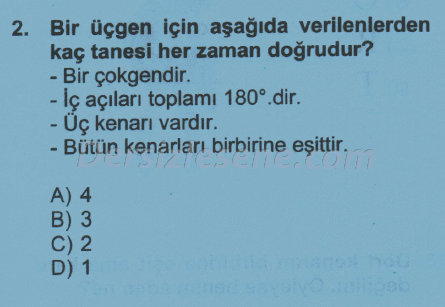 2. Bir üçgen için aşağıda verilenlerden
kaç tanesi her zaman doğrudur?
- Bir çokgendir.
- İç açıları toplamı 180°.dir.
- Üç kenarı vardır.
- Bütün kenarları birbirine eşittir.
A) 4
B) 3
C) 2
D) 1